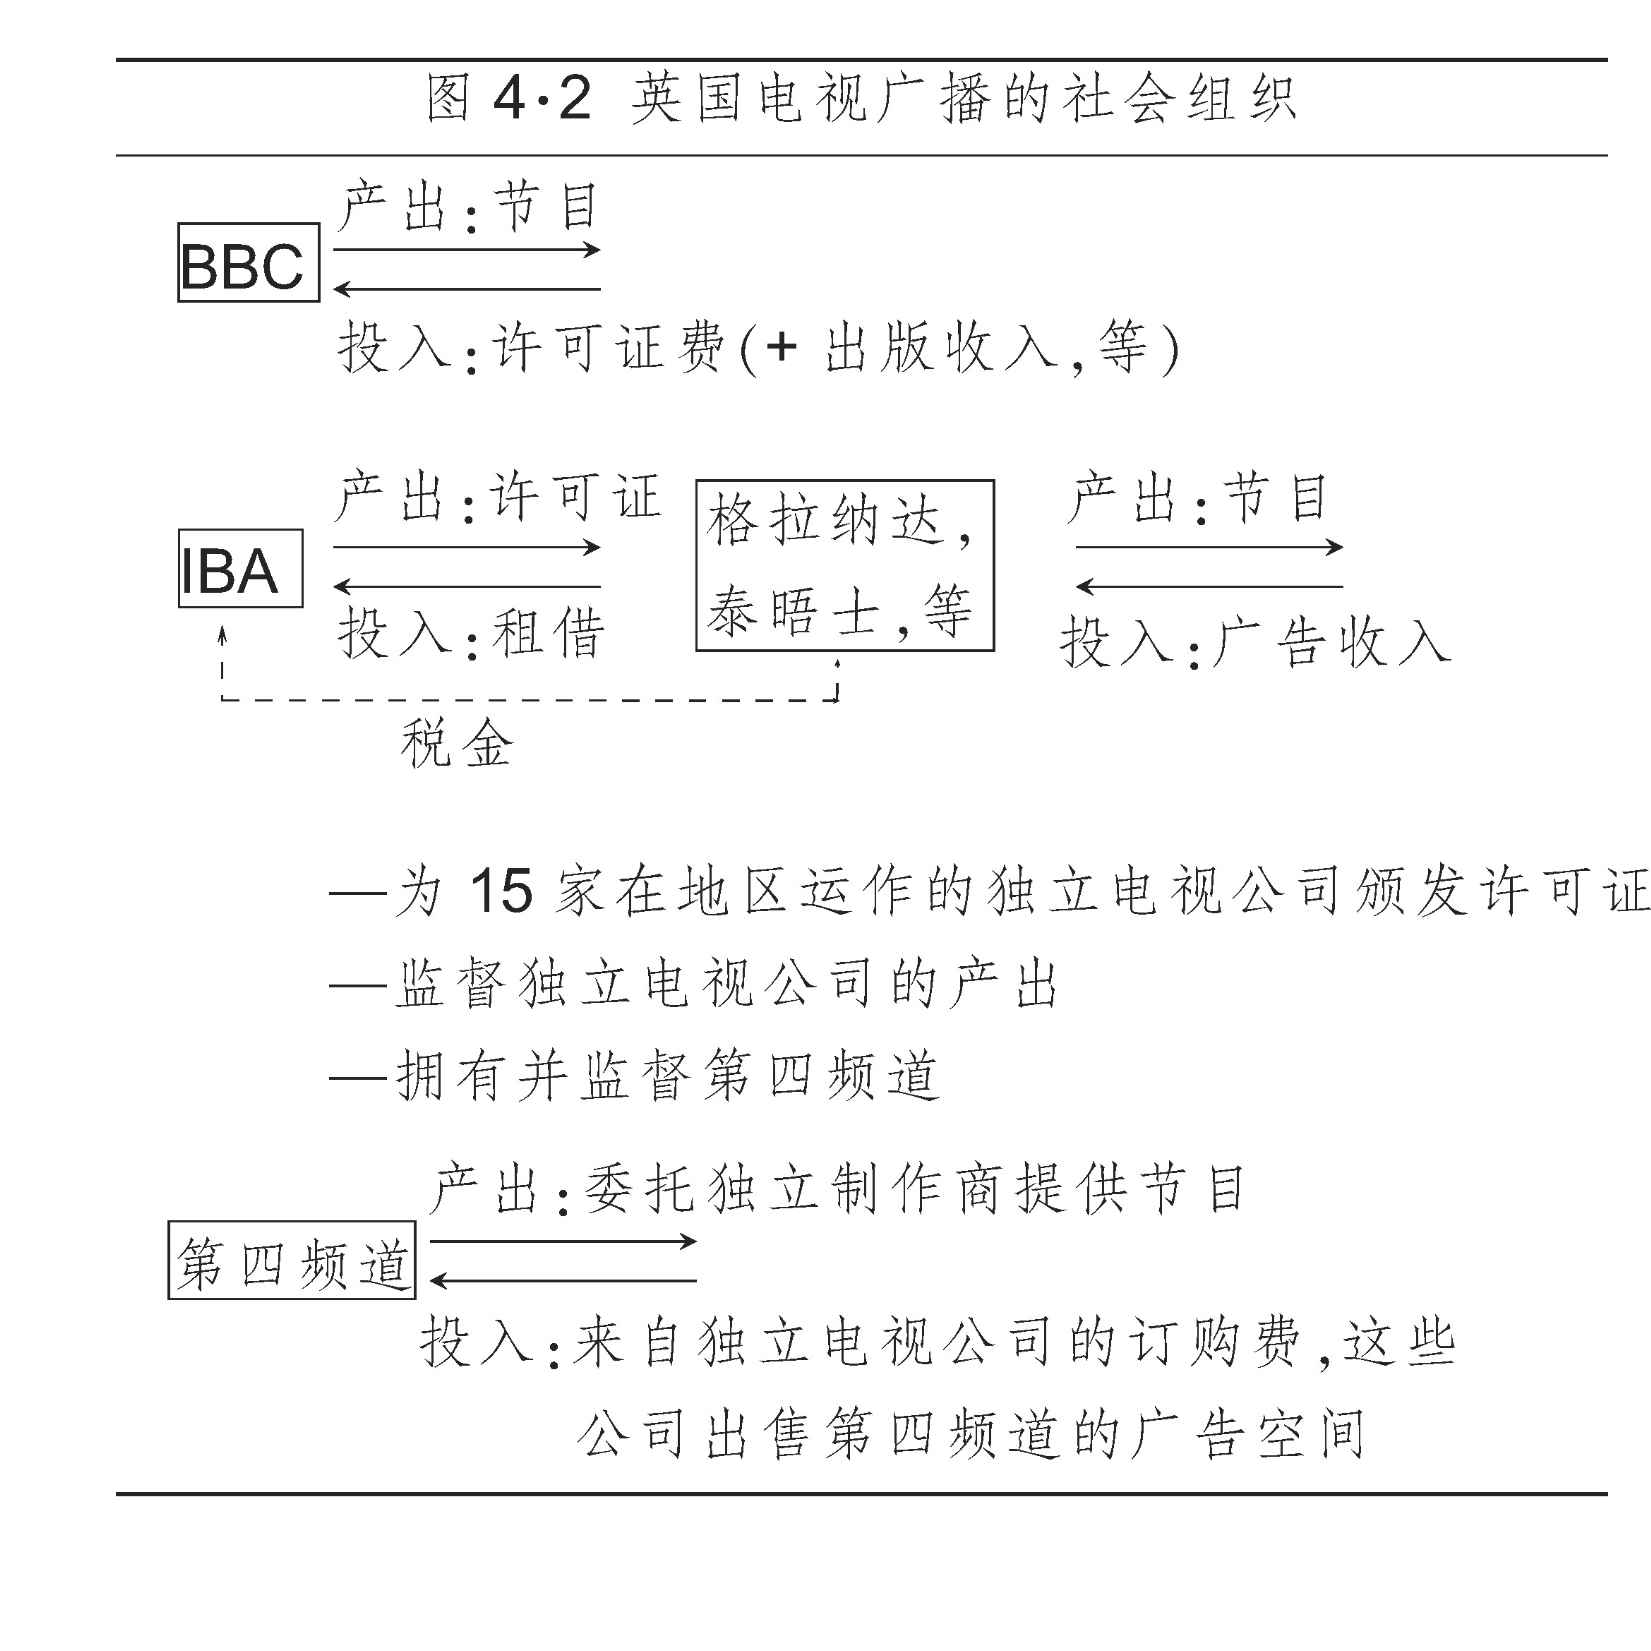 图 4·2 英国电视广播的社会组织
产出:节目
BBC
投入:许可证费(+ 出版收入,等)
产出:许可证
IBA
投入:租借
格拉纳达,
泰晤士,等
产出:节目
投入:广告收入
税金
—为 15 家在地区运作的独立电视公司颁发许可证
—监督独立电视公司的产出
—拥有并监督第四频道
产出:委托独立制作商提供节目
第四频道
投入:来自独立电视公司的订购费,这些
公司出售第四频道的广告空间